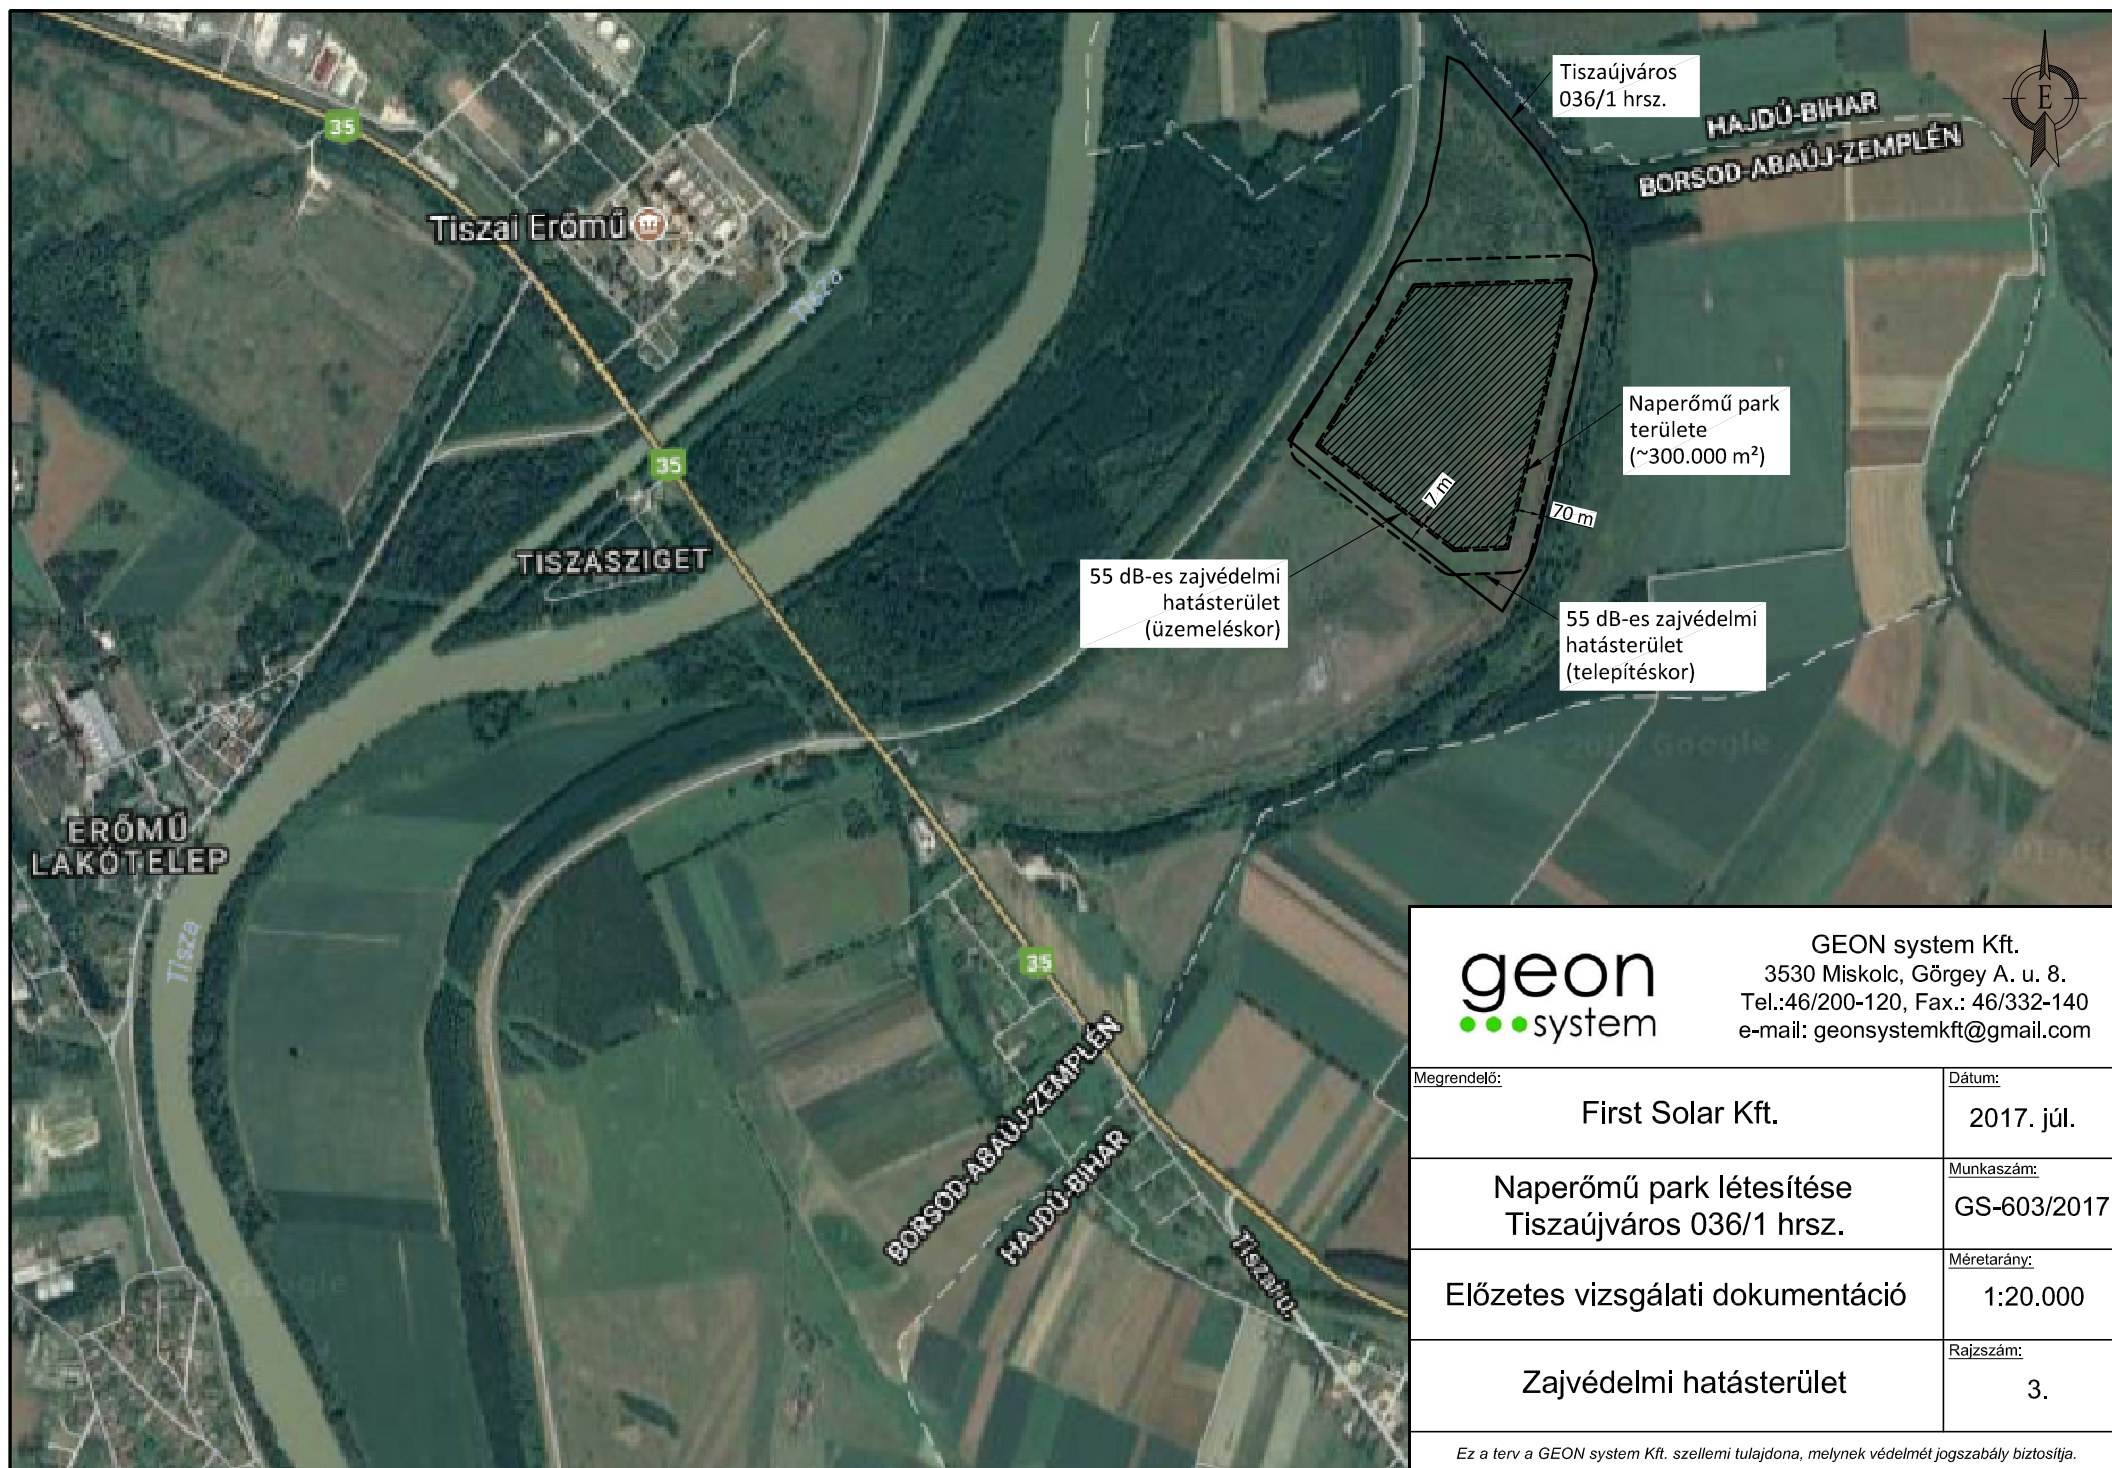 Tiszaújváros
036/1 hrsz.
HAJDÚ-BIHAR
BORSOD-ABAÚJ-ZEMPLÉN
E
35
Tiszai Erőmű
Tisza
Naperőmű park
területe
(~300.000 m²)
35
7 m
70 m
TISZASZIGET
55 dB-es zajvédelmi
hatásterület
(üzemeléskor)
55 dB-es zajvédelmi
hatásterület
(telepítéskor)
Google
ERŐMŰ
LAKÓTELEP
Tisza
35
BORSOD-ABAÚJ-ZEMPLÉN
HAJDÚ-BIHAR
Google
geon
system
GEON system Kft.
3530 Miskolc, Görgey A. u. 8.
Tel.:46/200-120, Fax.: 46/332-140
e-mail: geonsystemkft@gmail.com
Megrendelő:
First Solar Kft.
Dátum:
2017. júl.
Naperőmű park létesítése
Tiszaújváros 036/1 hrsz.
Munkaszám:
GS-603/2017
Előzetes vizsgálati dokumentáció
Méretarány:
1:20.000
Zajvédelmi hatásterület
Rajzszám:
3.
Ez a terv a GEON system Kft. szellemi tulajdona, melynek védelmét jogszabály biztosítja.